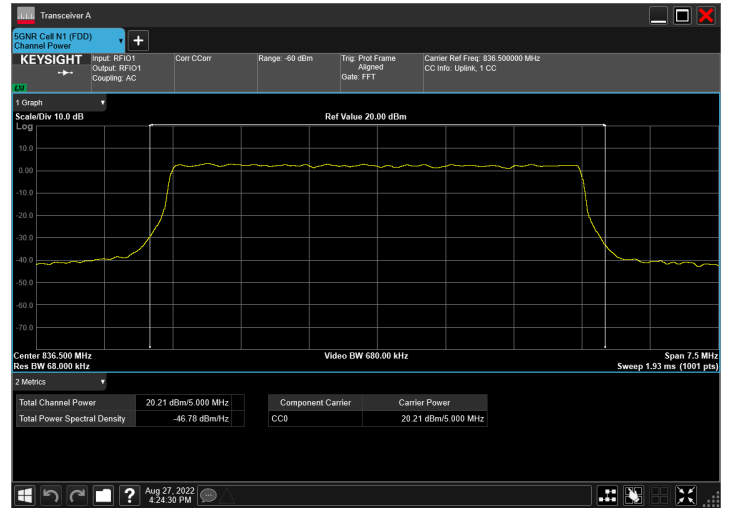 Transceiver A
5GNR Cell N1 (FDD)
Channel Power
KEYSIGHT
Input: RFIO1
Output: RFIO1
Coupling: AC
Corr CCorr
Range: -60 dBm
Trig: Prot Frame
Aligned
Gate: FFT
Carrier Ref Freq: 836.500000 MHz
CC Info: Uplink, 1 CC
LXI
1 Graph
Scale/Div 10.0 dB
Ref Value 20.00 dBm
Log
10.0
0.00
-10.0
-20.0
-30.0
-40.0
-50.0
-60.0
-70.0
Center 836.500 MHz
Video BW 680.00 kHz
Span 7.5 MHz
Res BW 68.000 kHz
Sweep 1.93 ms (1001 pts)
2 Metrics
Total Channel Power 20.21 dBm/5.000 MHz
Total Power Spectral Density -46.78 dBm/Hz
Component Carrier Carrier Power
CC0 20.21 dBm/5.000 MHz
?
Aug 27, 2022
4:24:30 PM